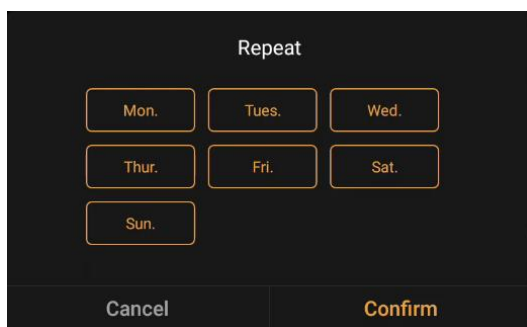 Repeat
Mon. Tues. Wed.
Thur. Fri. Sat.
Sun.
Cancel Confirm